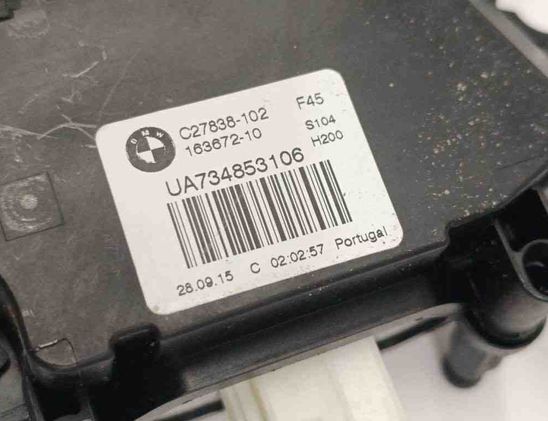 BMW
C27838-102 F45
163672-10 S104
H200
UA734853106
28.09.15 C 02:02:57 Portugal